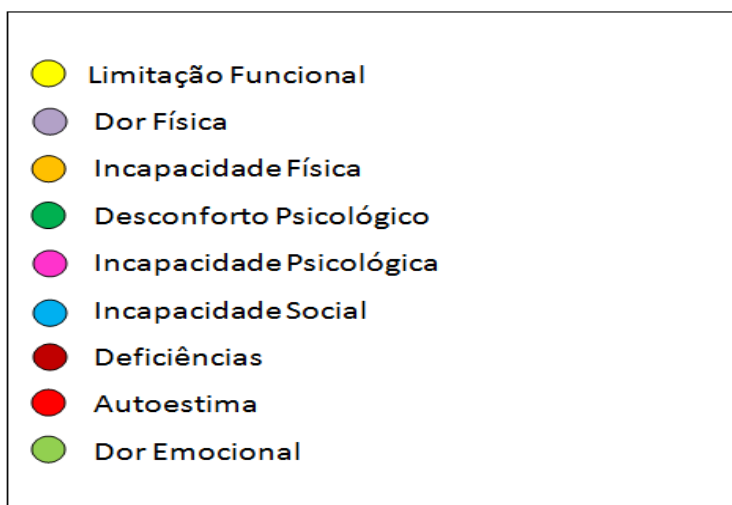 Limitação Funcional
Dor Física
Incapacidade Física
Desconforto Psicológico
Incapacidade Psicológica
Incapacidade Social
Deficiências
Autoestima
Dor Emocional